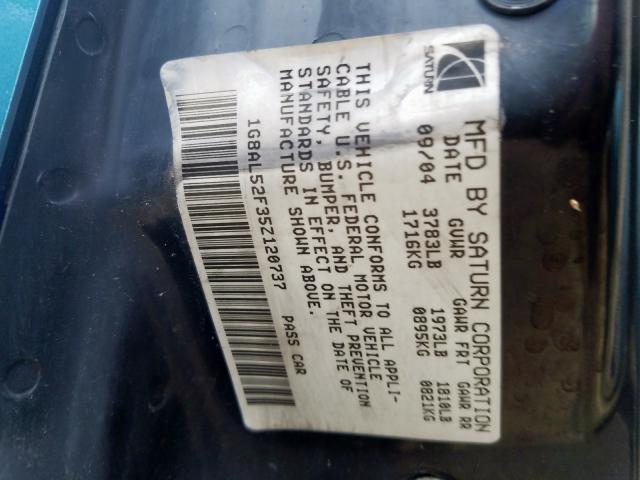 SATURN
MFD BY SATURN CORPORATION
DATE GVWR GAWR FRT GAWR RR
09/04 3783LB 1973LB 1810LB
1716KG 0895KG 0821KG
THIS VEHICLE CONFORMS TO ALL APPLI-
CABLE U.S. FEDERAL MOTOR VEHICLE
SAFETY, BUMPER, AND THEFT PREVENTION
STANDARDS IN EFFECT ON THE DATE OF
MANUFACTURE SHOWN ABOVE.
1G8AL52F35Z120737 PASS CAR